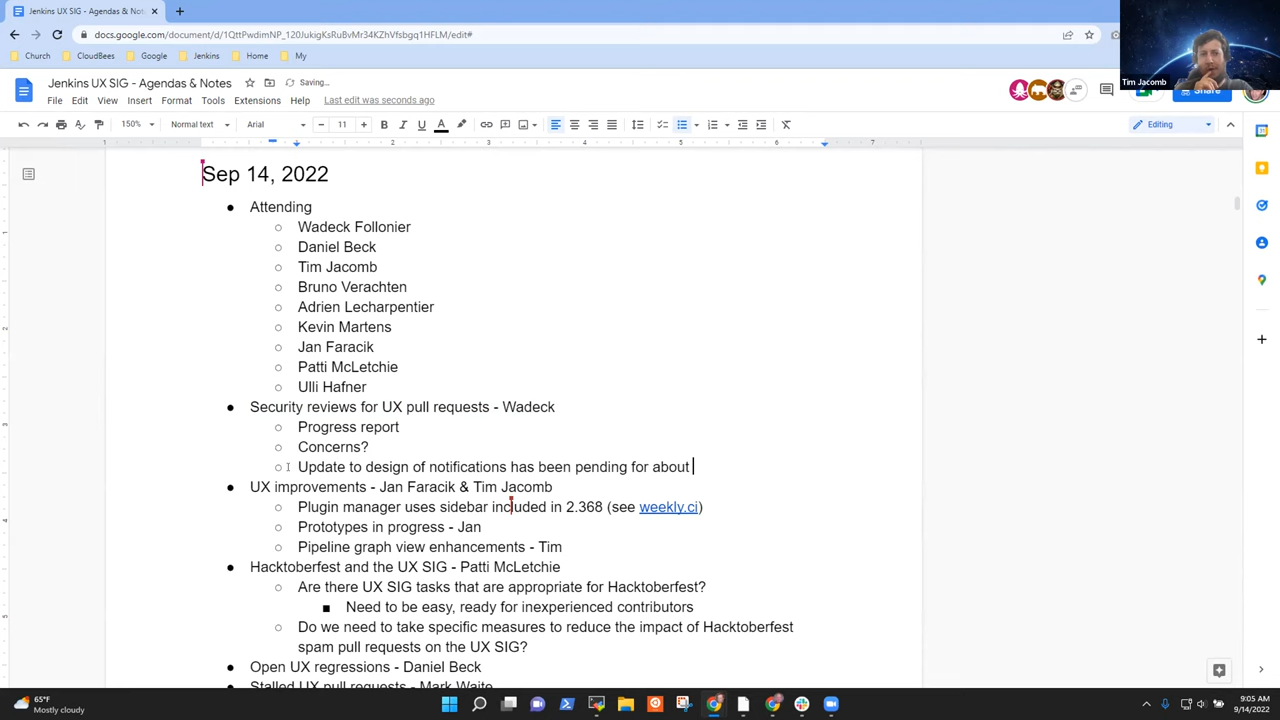 Jenkins UX SIG - Agendas & Not
docs.google.com/document/d/1QttPwdimNP_120JukigKsRuBvMr34KZhVfsbgq1HFLM/edit#
Church
CloudBees
Google
Jenkins
Home
My
Tim Jacomb
Jenkins UX SIG - Agendas & Notes
Saving...
File Edit View Insert Format Tools Extensions Help Last edit was seconds ago
Share
150% Normal text Arial 11 Editing
1 1 2 3 4 5 6 7
Sep 14, 2022
Attending
Wadeck Follonier
Daniel Beck
Tim Jacomb
Bruno Verachten
Adrien Lecharpentier
Kevin Martens
Jan Faracik
Patti McLetchie
Ulli Hafner
Security reviews for UX pull requests - Wadeck
Progress report
Concerns?
Update to design of notifications has been pending for about
UX improvements - Jan Faracik & Tim Jacomb
Plugin manager uses sidebar included in 2.368 (see weekly.ci)
Prototypes in progress - Jan
Pipeline graph view enhancements - Tim
Hacktoberfest and the UX SIG - Patti McLetchie
Are there UX SIG tasks that are appropriate for Hacktoberfest?
Need to be easy, ready for inexperienced contributors
Do we need to take specific measures to reduce the impact of Hacktoberfest
spam pull requests on the UX SIG?
Open UX regressions - Daniel Beck
Stalled UX pull requests - Mark Waite
65°F
Mostly cloudy
9:05 AM
9/14/2022